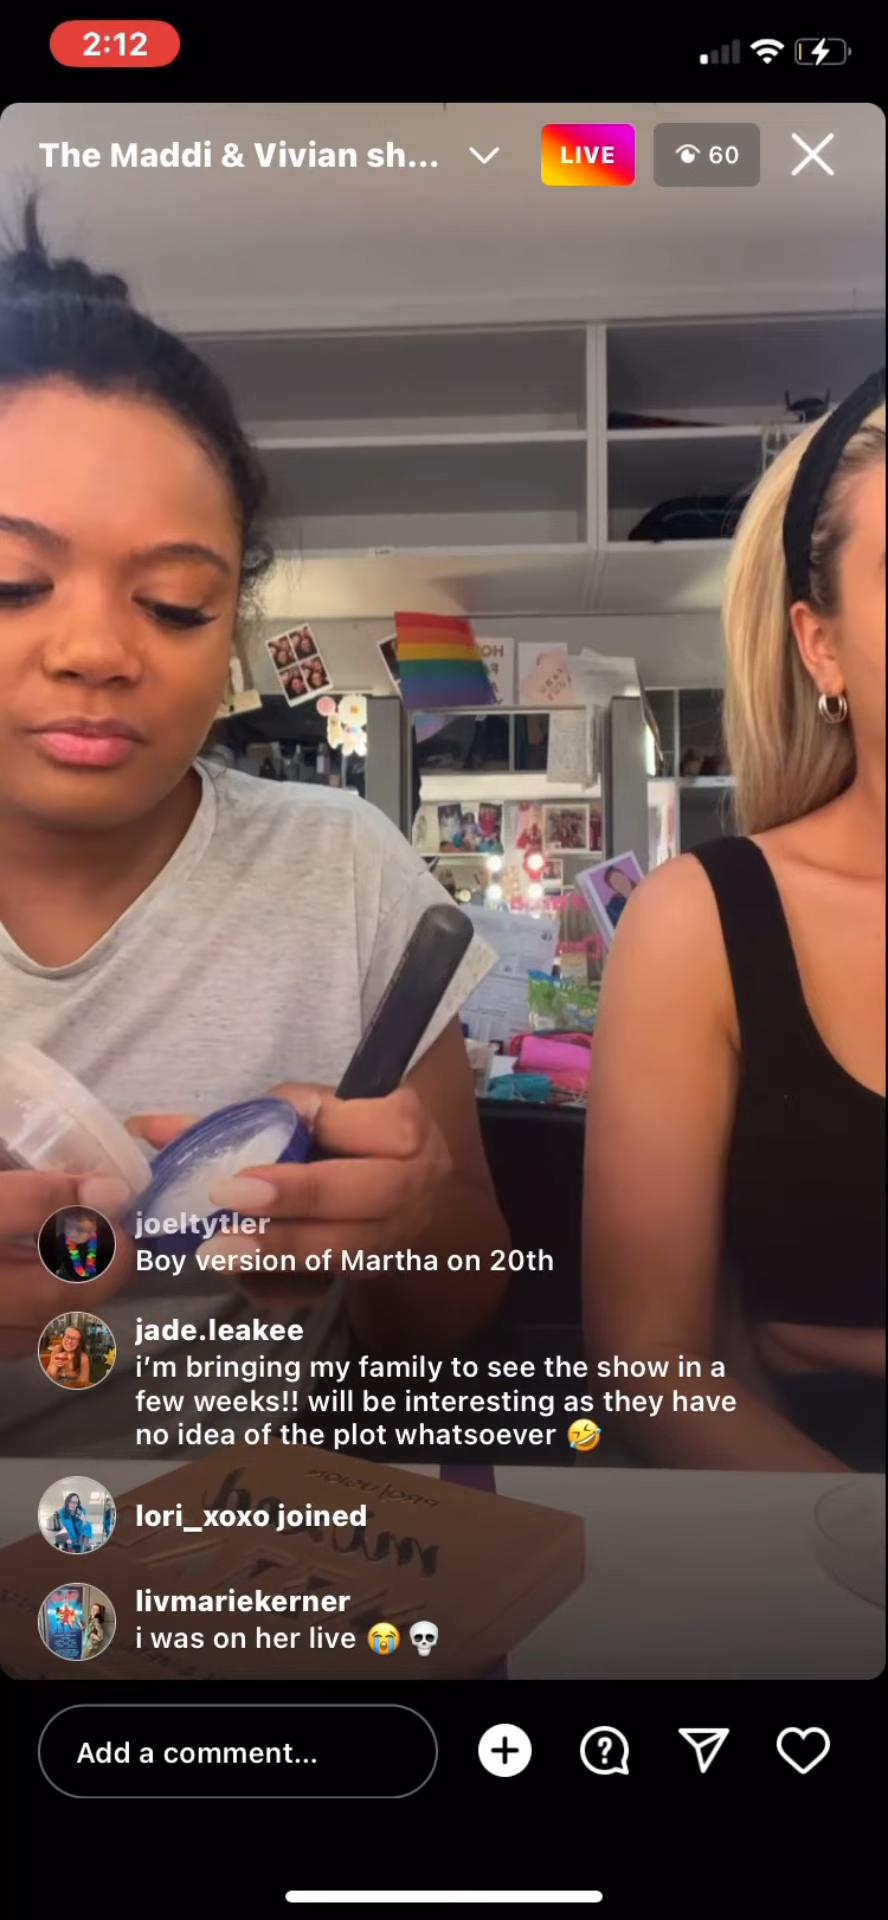 2:12
The Maddi & Vivian sh...
LIVE
60
joeltytler
Boy version of Martha on 20th
jade.leakee
i’m bringing my family to see the show in a
few weeks!! will be interesting as they have
no idea of the plot whatsoever 🤣
lori_xoxo joined
livmariekerner
i was on her live 😭💀
Add a comment...